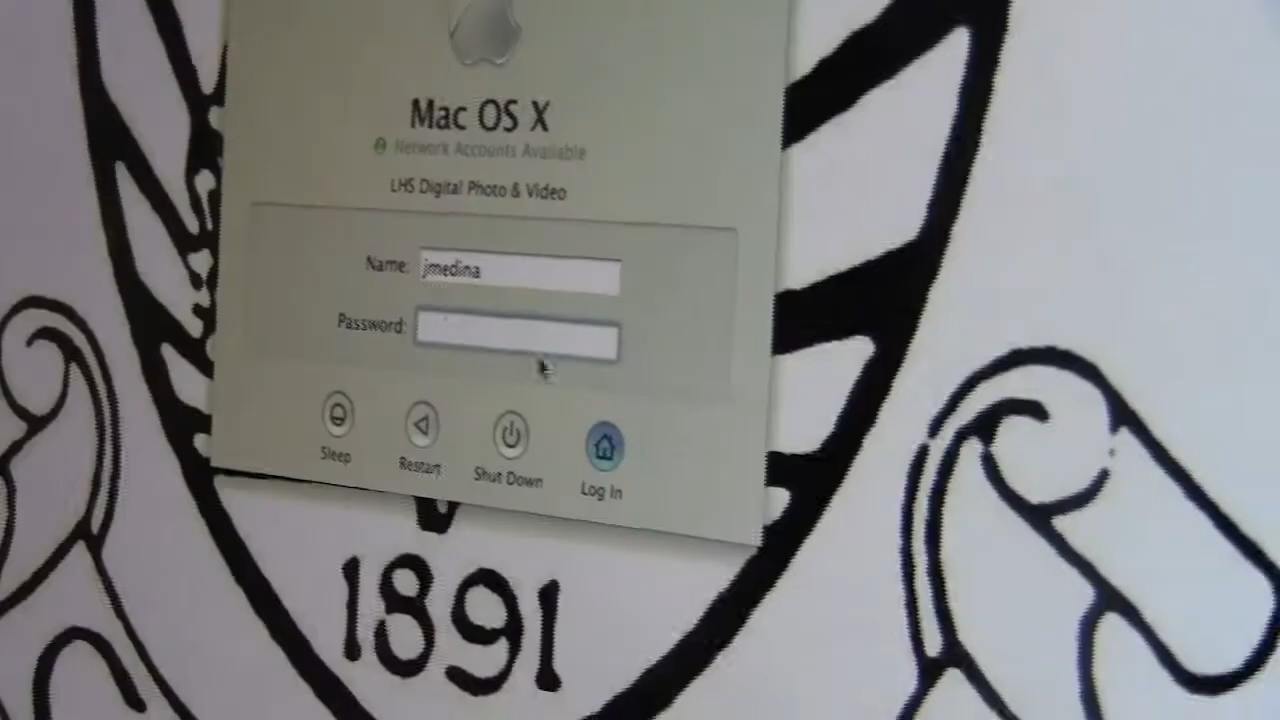 Mac OS X
Network Accounts Available
LHS Digital Photo & Video
Name: jmedina
Password:
Sleep Restart Shut Down Log In
1891